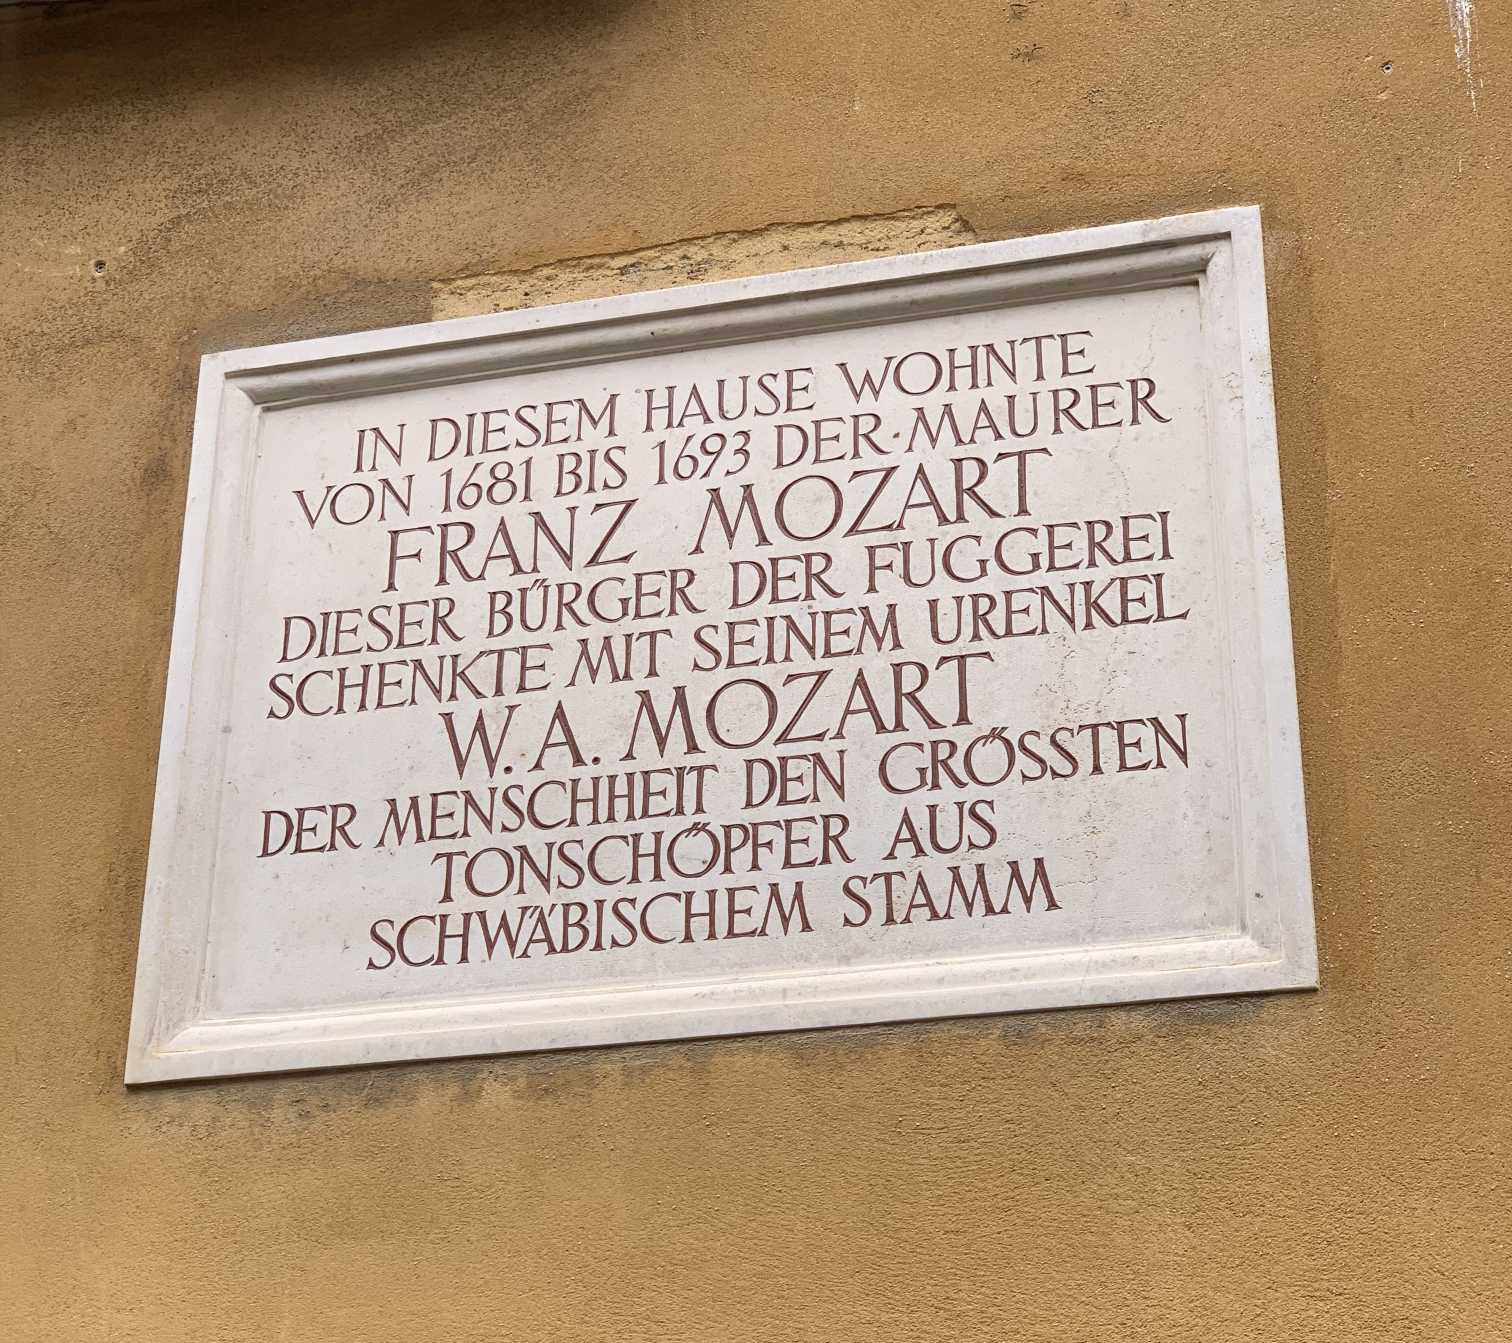 IN DIESEM HAUSE WOHNTE
VON 1681 BIS 1693 DER MAURER
FRANZ MOZART
DIESER BŰRGER DER FUGGEREI
SCHENKTE MIT SEINEM URENKEL
W. A. MOZART
DER MENSCHHEIT DEN GRŐSSTEN
TONSCHŐPFER AUS
SCHWÄBISCHEM STAMM